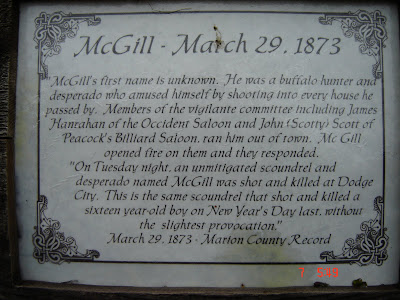 McGill - March 29, 1873
McGill's first name is unknown. He was a buffalo hunter and
desperado who amused himself by shooting into every house he
passed by. Members of the vigilante committee including James
Hanrahan of the Occident Saloon and John (Scotty) Scott of
Peacock's Billiard Saloon, ran him out of town. Mc Gill
opened fire on them and they responded.
"On Tuesday night, an unmitigated scoundrel and
desperado named McGill was shot and killed at Dodge
City. This is the same scoundrel that shot and killed a
sixteen year-old boy on New Year's Day last, without
the slightest provocation."
March 29, 1873 - Marion County Record